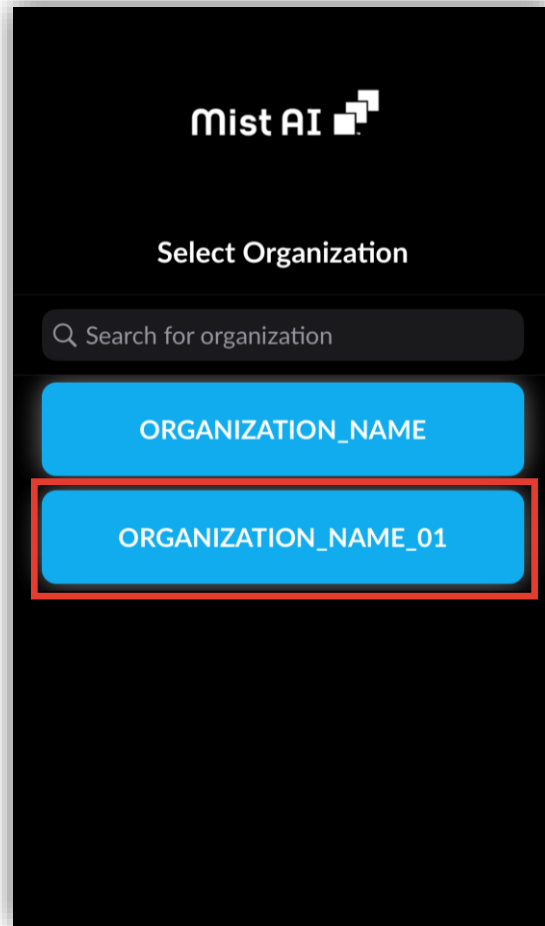 Mist AI
Select Organization
Search for organization
ORGANIZATION_NAME
ORGANIZATION_NAME_01